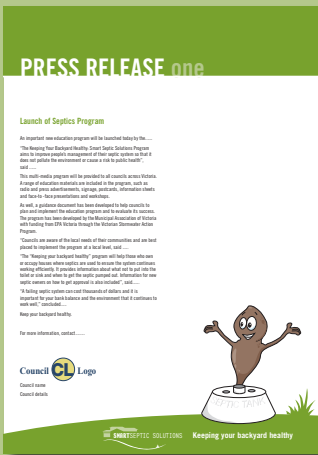 PRESS RELEASE one
Launch of Septics Program
An important new education program will be launched today by the.....
"The Keeping Your Backyard Healthy: Smart Septic Solutions Program
aims to improve people's management of their septic system so that it
does not pollute the environment or cause a risk to public health",
said ......
This multi-media program will be provided to all councils across Victoria.
A range of education materials are included in the program, such as
radio and press advertisements, signage, postcards, information sheets
and face-to-face presentations and workshops.
As well, a guidance document has been developed to help councils to
plan and implement the education program and to evaluate its success.
The program has been developed by the Municipal Association of Victoria
with funding from EPA Victoria through the Victorian Stormwater Action
Program.
"Councils are aware of the local needs of their communities and are best
placed to implement the program at a local level, said .....
"The "Keeping your backyard healthy" program will help those who own
or occupy houses where septics are used to ensure the system continues
working efficiently. It provides information about what not to put into the
toilet or sink and when to get the septic pumped out. Information for new
septic owners on how to get approval is also included", said.....
"A failing septic system can cost thousands of dollars and it is
important for your bank balance and the environment that it continues to
work well," concluded.....
Keep your backyard healthy.
For more information, contact .......
Council CL Logo
Council name
Council details
SEPTIC TANK
SMARTSEPTIC SOLUTIONS Keeping your backyard healthy